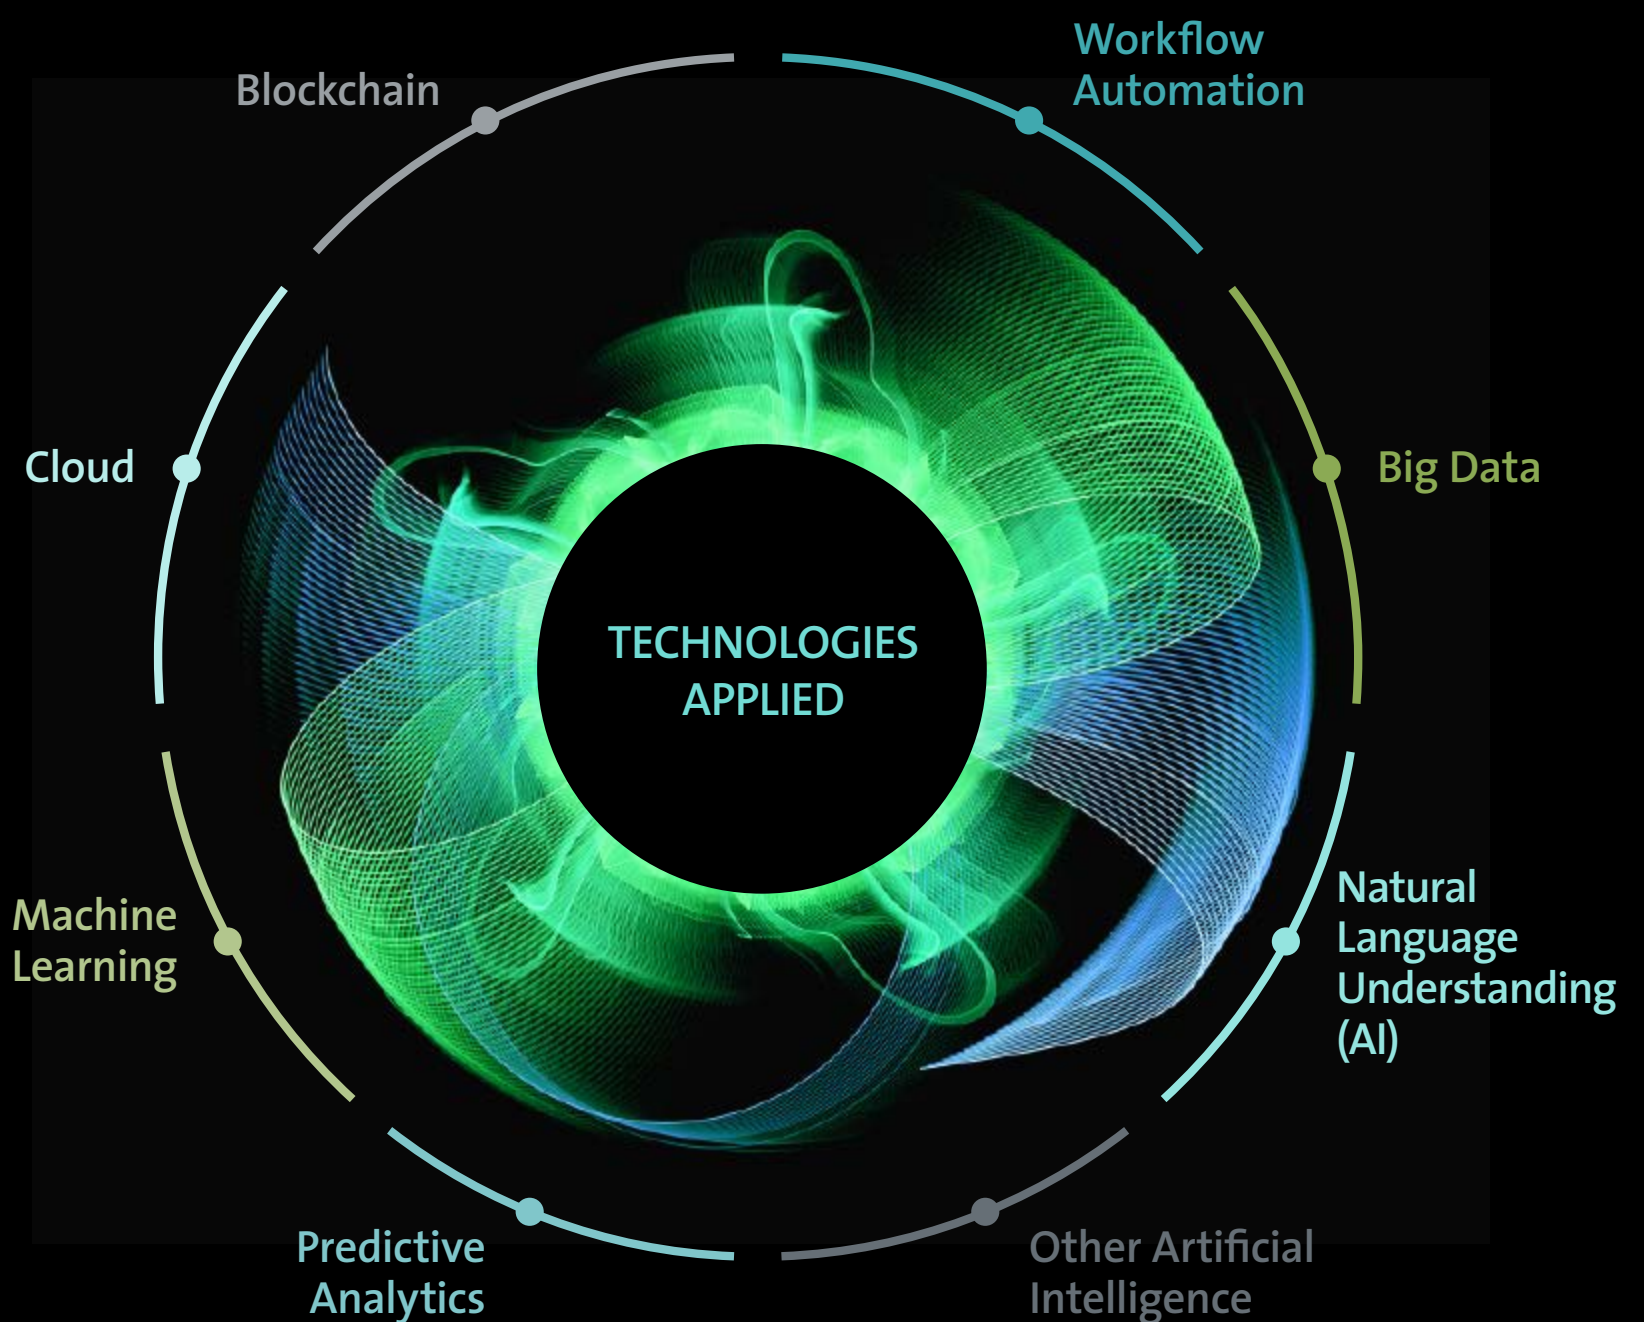 Workflow
Automation
Blockchain
Cloud
Big Data
TECHNOLOGIES
APPLIED
Machine
Learning
Natural
Language
Understanding
(AI)
Predictive
Analytics
Other Artificial
Intelligence